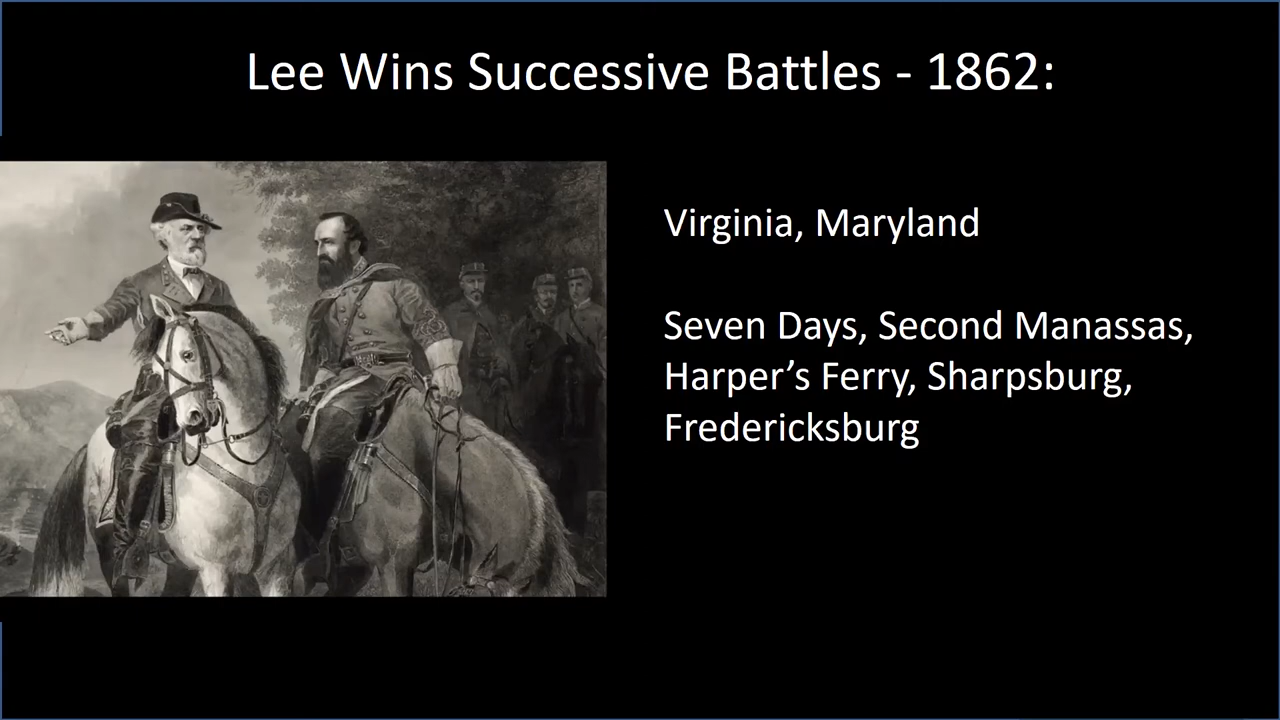 Lee Wins Successive Battles - 1862:
Virginia, Maryland
Seven Days, Second Manassas,
Harper’s Ferry, Sharpsburg,
Fredericksburg